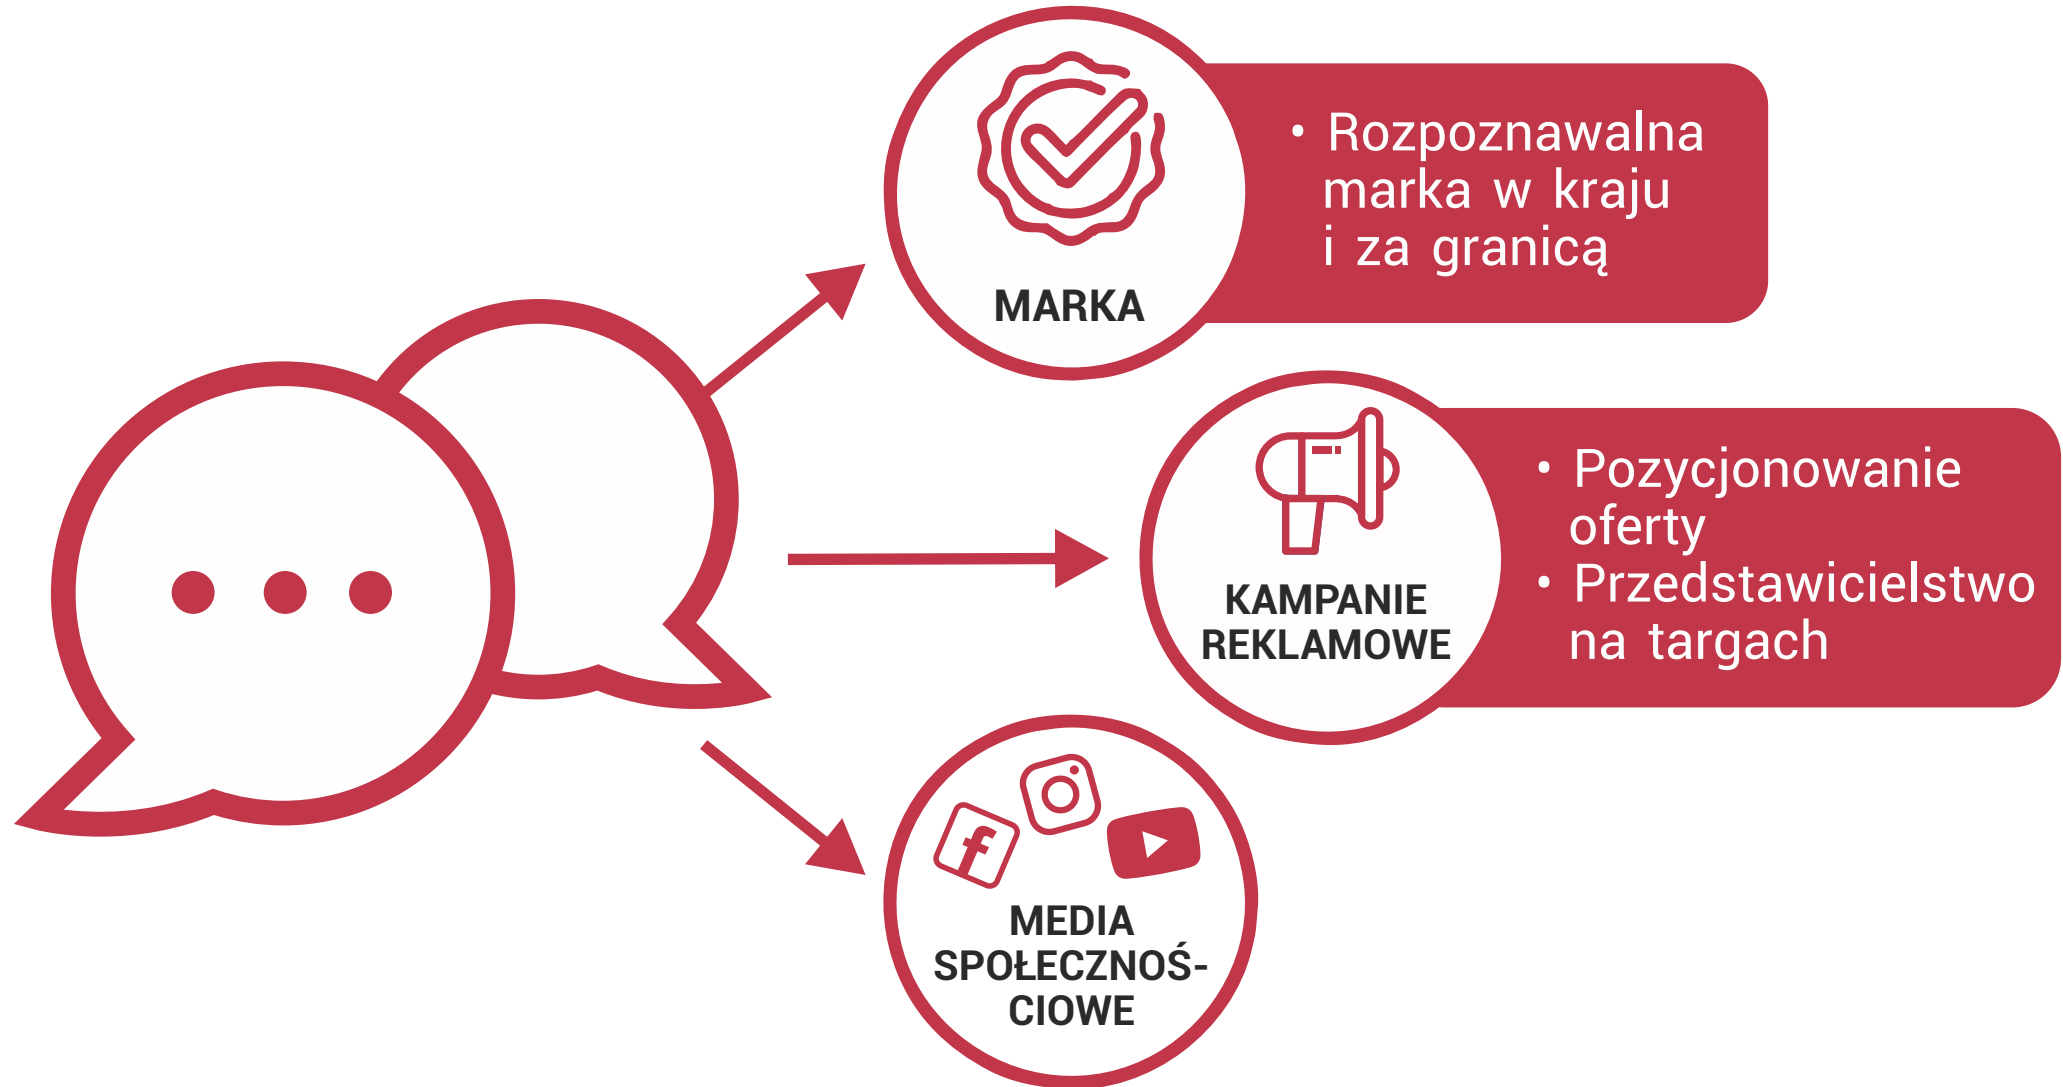 MARKA
• Rozpoznawalna
marka w kraju
i za granicą
KAMPANIE
REKLAMOWE
• Pozycjonowanie
oferty
• Przedstawicielstwo
na targach
MEDIA
SPOŁECZNOŚ-
CIOWE